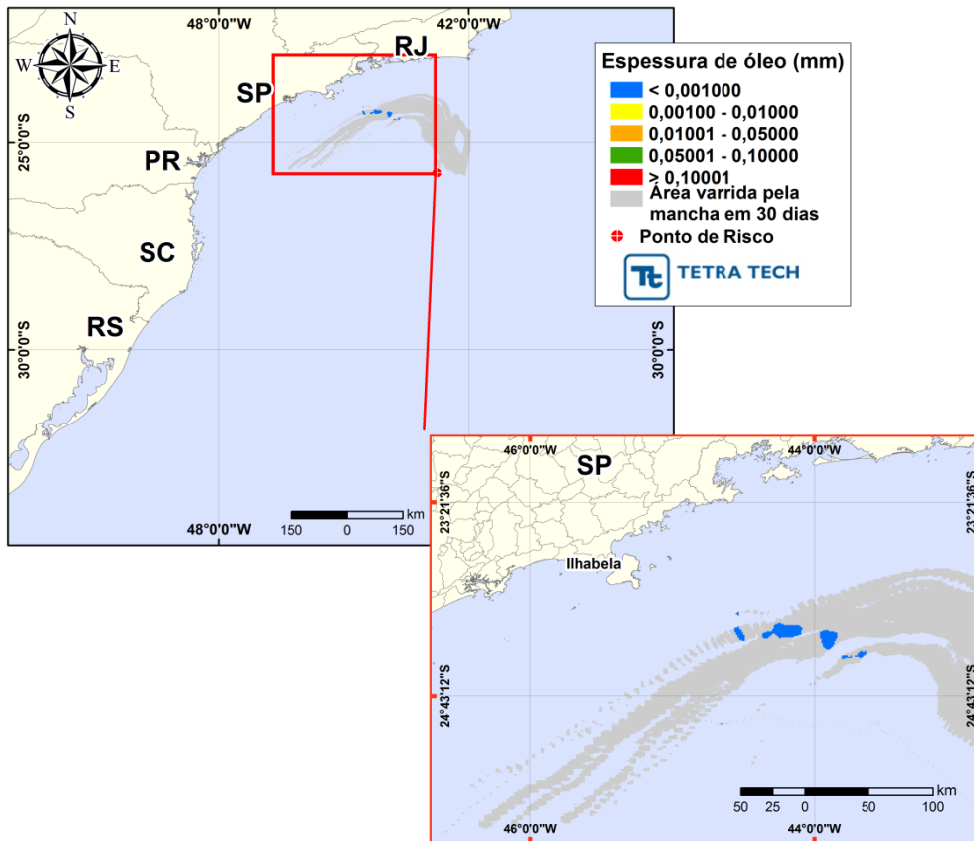 48°0'0"W
42°0'0"W
N
W
E
S
RJ
SP
25°0'0"S
PR
SC
RS
30°0'0"S
30°0'0"S
150
0
150
km
48°0'0"W
Espessura de óleo (mm)
< 0,001000
0,00100 - 0,01000
0,01001 - 0,05000
0,05001 - 0,10000
≥ 0,10001
Área varrida pela
mancha em 30 dias
Ponto de Risco
Tt TETRA TECH
46°0'0"W
44°0'0"W
SP
23°21'36"S
23°21'36"S
Ilhabela
24°43'12"S
24°43'12"S
50
25
0
50
100
km
46°0'0"W
44°0'0"W